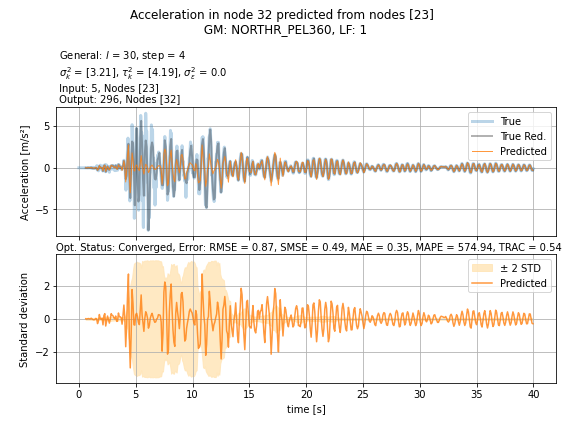 Acceleration in node 32 predicted from nodes [23]
GM: NORTHR_PEL360, LF: 1
General: l = 30, step = 4
σ²ₖ = [3.21], τ²ₖ = [4.19], σ²ε = 0.0
Input: 5, Nodes [23]
Output: 296, Nodes [32]
Acceleration [m/s²]
5
0
−5
True
True Red.
Predicted
Opt. Status: Converged, Error: RMSE = 0.87, SMSE = 0.49, MAE = 0.35, MAPE = 574.94, TRAC = 0.54
Standard deviation
2
0
−2
± 2 STD
Predicted
0 5 10 15 20 25 30 35 40
time [s]